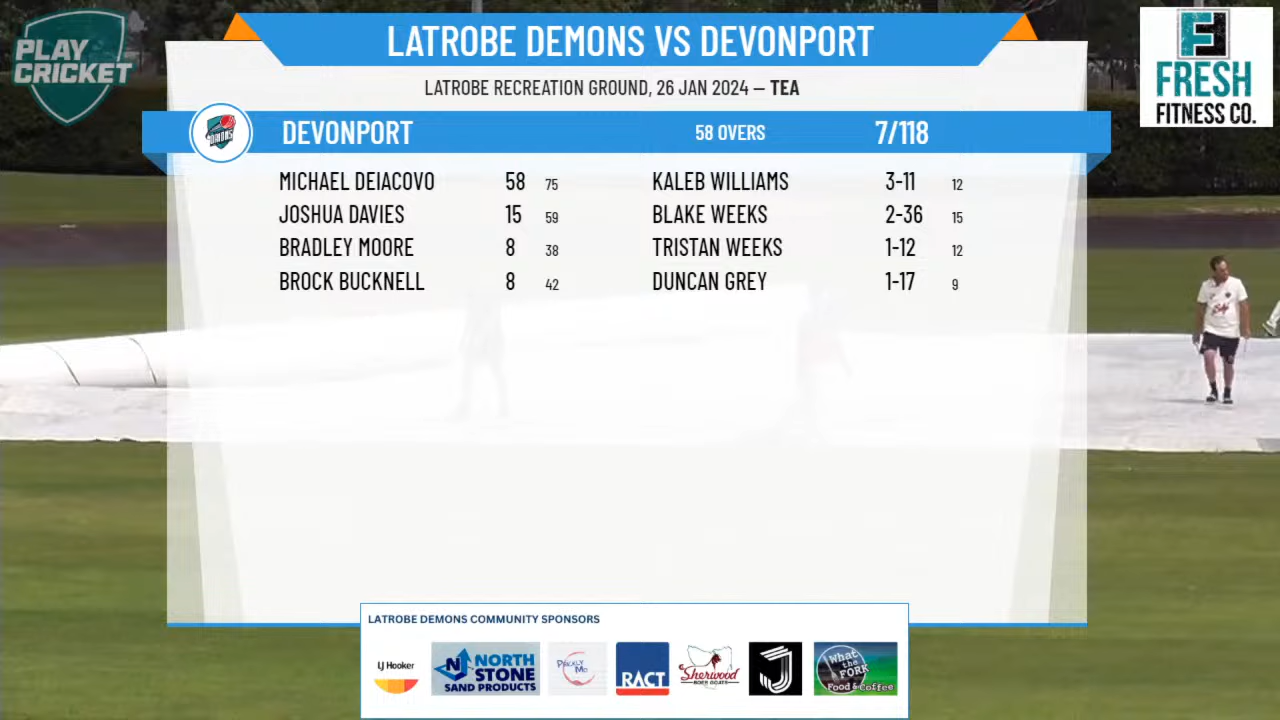 PLAY
CRICKET
LATROBE DEMONS VS DEVONPORT
LATROBE RECREATION GROUND, 26 JAN 2024 – TEA
FRESH
FITNESS CO.
DEMONS
DEVONPORT 58 OVERS 7/118
MICHAEL DEIACOVO 58 75 KALEB WILLIAMS 3-11 12
JOSHUA DAVIES 15 59 BLAKE WEEKS 2-36 15
BRADLEY MOORE 8 38 TRISTAN WEEKS 1-12 12
BROCK BUCKNELL 8 42 DUNCAN GREY 1-17 9
LATROBE DEMONS COMMUNITY SPONSORS
LJ Hooker
NORTH
STONE
SAND PRODUCTS
RACT
Sherwood
BOER GOATS
What
the
FORK
Food & Coffee